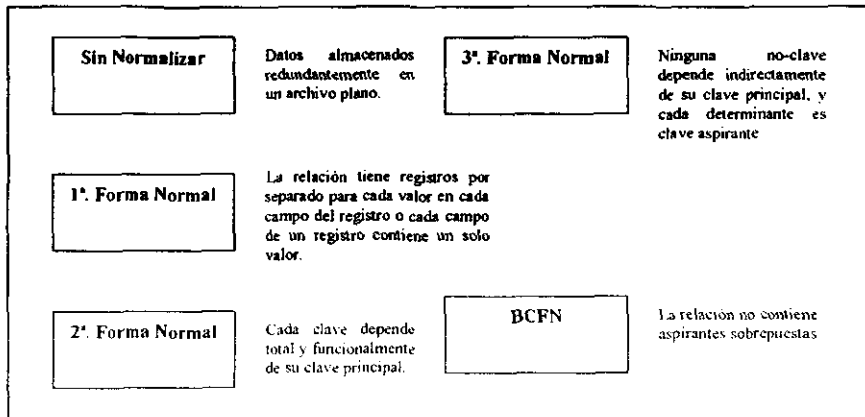 Sin Normalizar
Datos almacenados
redundantemente en
un archivo plano.
3ª. Forma Normal
Ninguna no-clave
depende indirectamente
de su clave principal, y
cada determinante es
clave aspirante
1ª. Forma Normal
La relación tiene registros por
separado para cada valor en cada
campo del registro o cada campo
de un registro contiene un solo
valor.
2ª. Forma Normal
Cada clave depende
total y funcionalmente
de su clave principal.
BCFN
La relación no contiene
aspirantes sobrepuestas